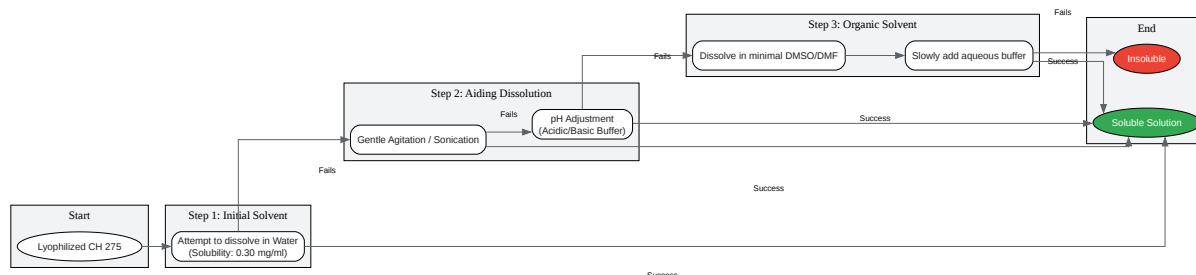 Start
Lyophilized CH 275
Step 1: Initial Solvent
Attempt to dissolve in Water
(Solubility: 0.30 mg/ml)
Fails
Success
Step 2: Aiding Dissolution
Gentle Agitation / Sonication
Fails
pH Adjustment
(Acidic/Basic Buffer)
Success
Success
Fails
Step 3: Organic Solvent
Dissolve in minimal DMSO/DMF
Slowly add aqueous buffer
Fails
Success
End
Insoluble
Soluble Solution